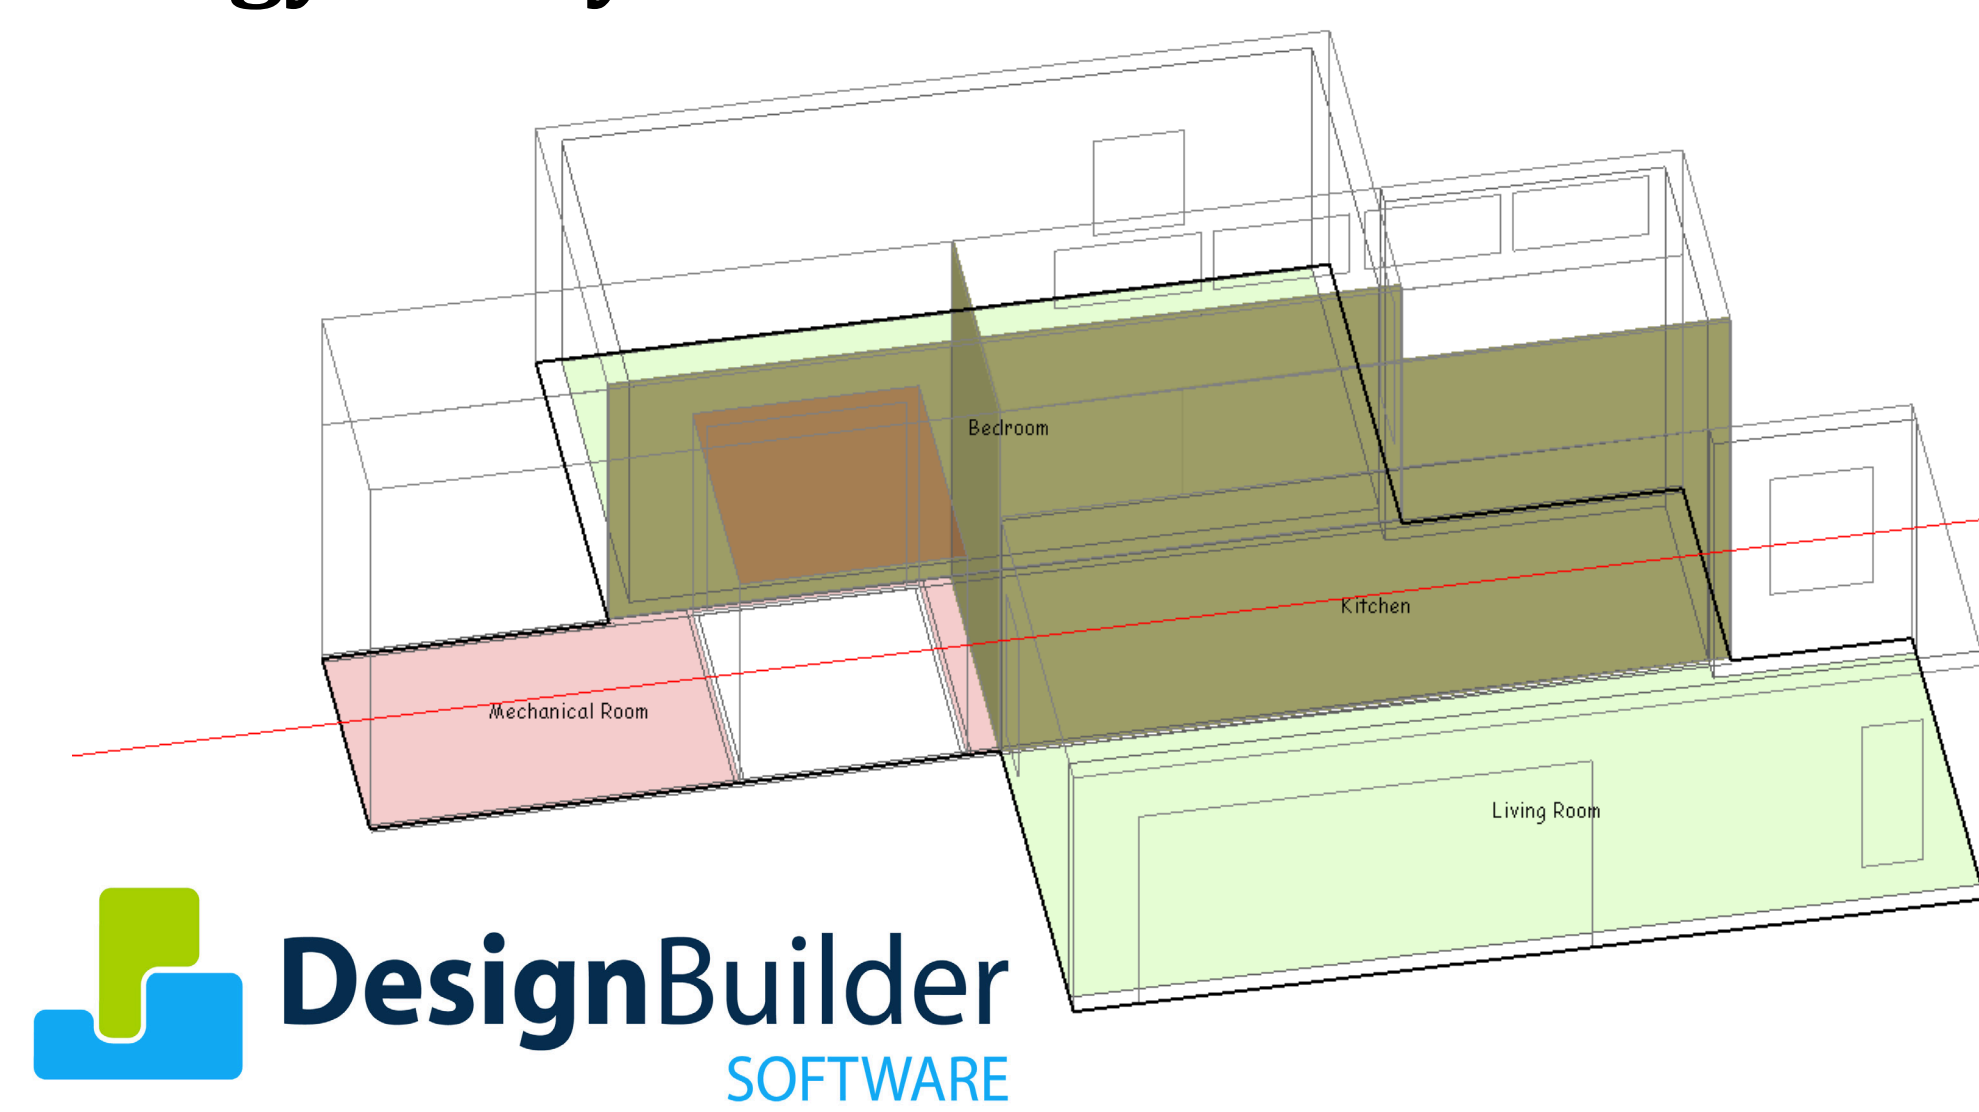 Bedroom
Kitchen
Mechanical Room
Living Room
DesignBuilder
SOFTWARE